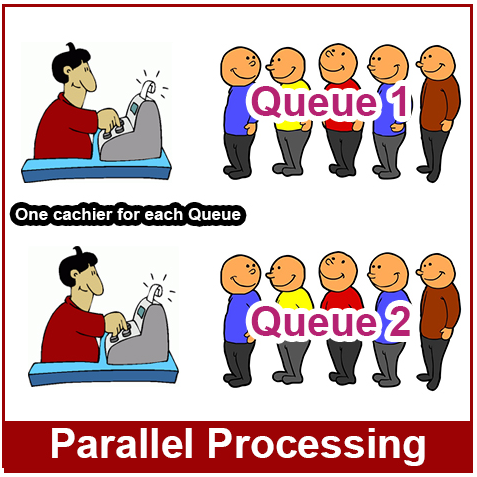 Queue 1
One cachier for each Queue
Queue 2
Parallel Processing